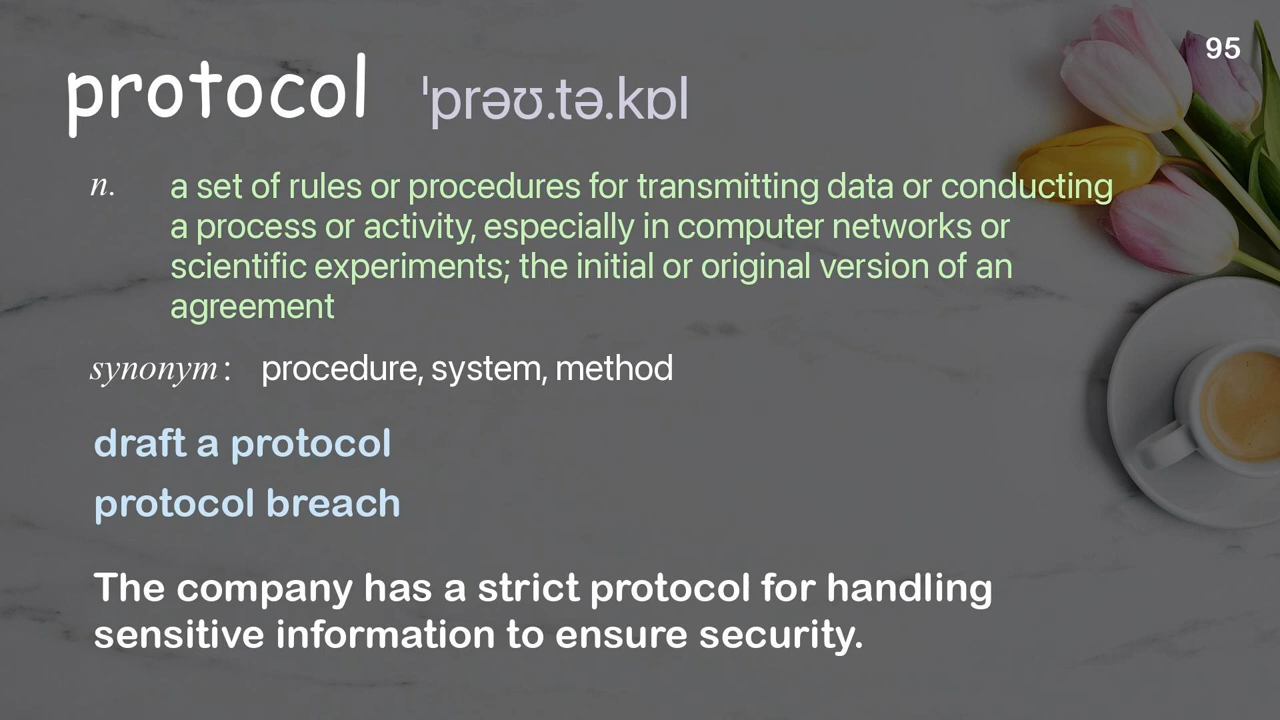 95
protocol ˈprəʊ.tə.kɒl
n. a set of rules or procedures for transmitting data or conducting
a process or activity, especially in computer networks or
scientific experiments; the initial or original version of an
agreement
synonym: procedure, system, method
draft a protocol
protocol breach
The company has a strict protocol for handling
sensitive information to ensure security.